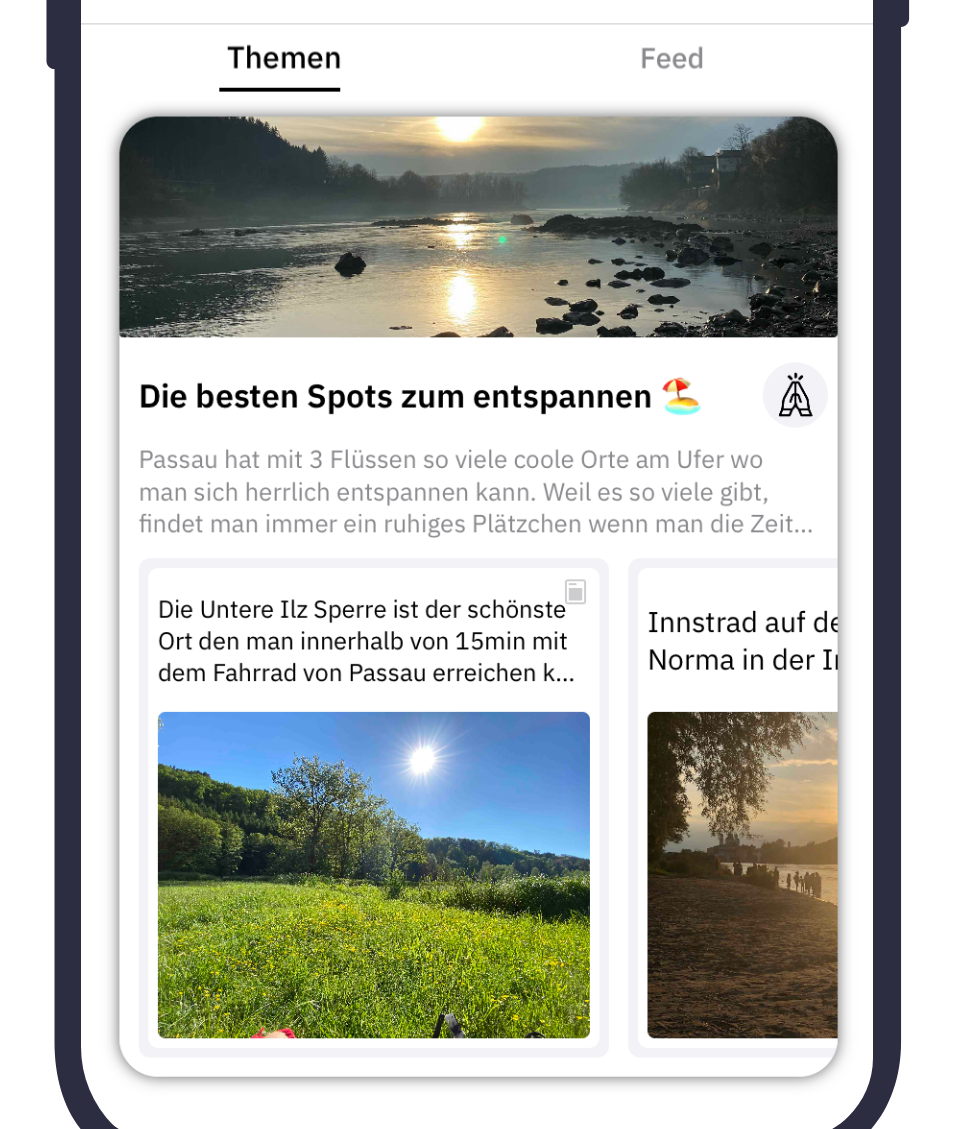 Themen
Feed
Die besten Spots zum entspannen 🏖️
Passau hat mit 3 Flüssen so viele coole Orte am Ufer wo
man sich herrlich entspannen kann. Weil es so viele gibt,
findet man immer ein ruhiges Plätzchen wenn man die Zeit...
Die Untere Ilz Sperre ist der schönste
Ort den man innerhalb von 15min mit
dem Fahrrad von Passau erreichen k...
Innstrad auf
Norma in der